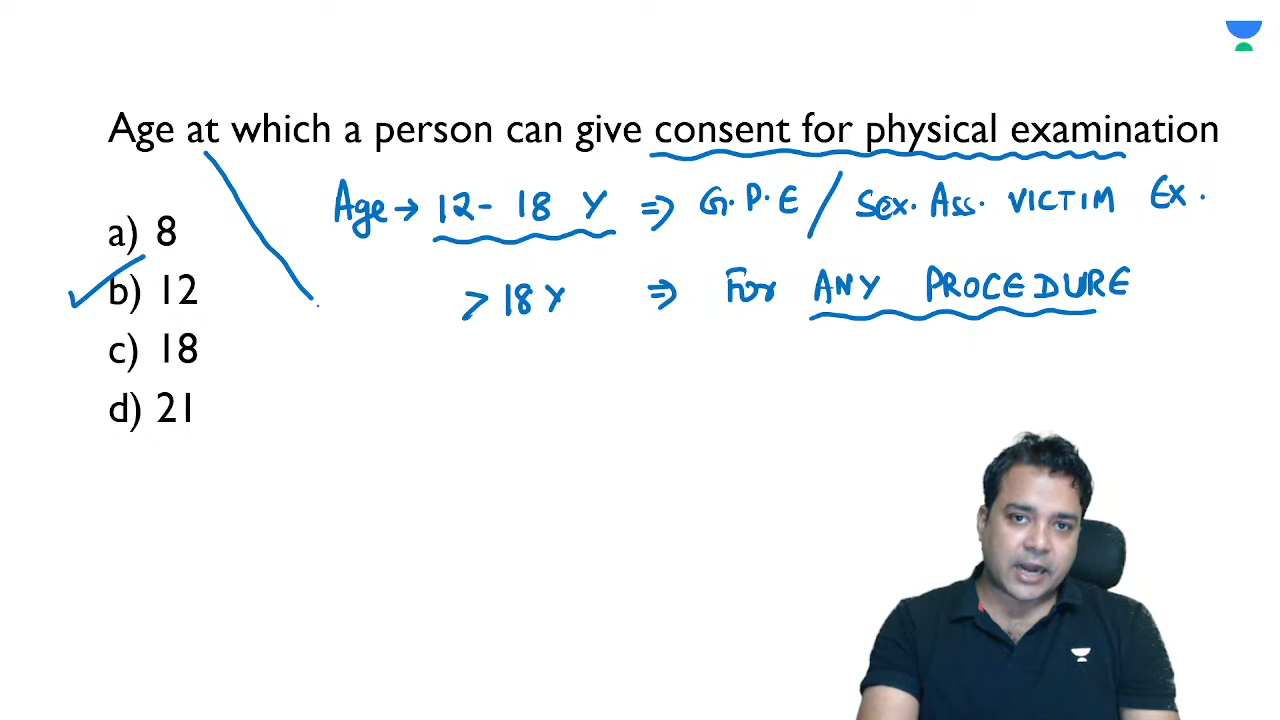 Age at which a person can give consent for physical examination
Age → 12 - 18 Y ⇒ G.P.E / Sex. Ass. VICTIM Ex.
a) 8
b) 12
> 18 Y ⇒ For ANY PROCEDURE
c) 18
d) 21